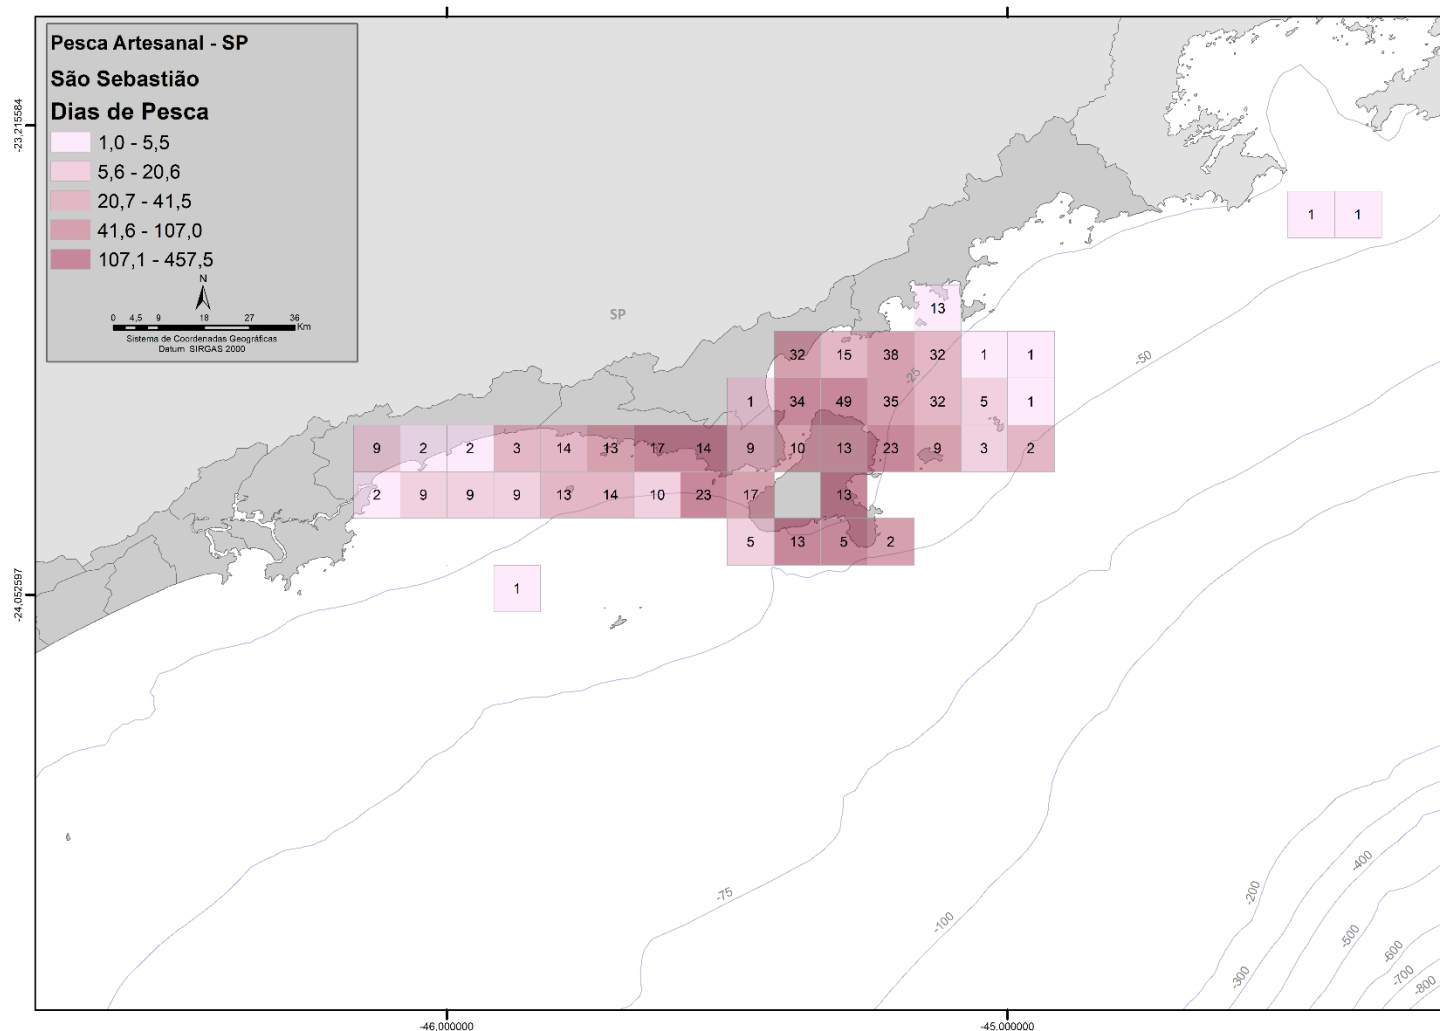 Pesca Artesanal - SP
São Sebastião
Dias de Pesca
1,0 - 5,5
5,6 - 20,6
20,7 - 41,5
41,6 - 107,0
107,1 - 457,5
N
0 4,5 9 18 27 36
Km
Sistema de Coordenadas Geográficas
Datum SIRGAS 2000
-23,215584
-24,052597
SP
1 1
13
32 15 38 32 1 1
-25
-50
1 34 49 35 32 5 1
9 2 2 3 14 13 17 14 9 10 13 23 9 3 2
2 9 9 9 13 14 10 23 17 13
5 13 5 2
1
-75
-100
-200
-300
-400
-500
-600
-700
-800
-46,000000
-45,000000